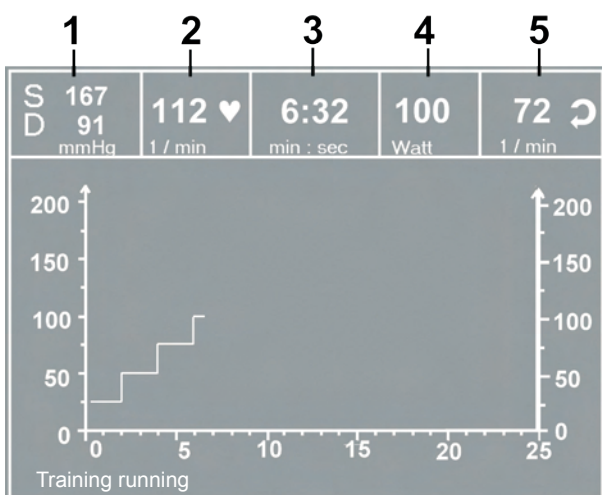 1 2 3 4 5
S 167 112 ♥ 6:32 100 72
D 91
mmHg 1 / min min : sec Watt 1 / min
200 200
150 150
100 100
50 50
0 0
0 5 10 15 20 25
Training running